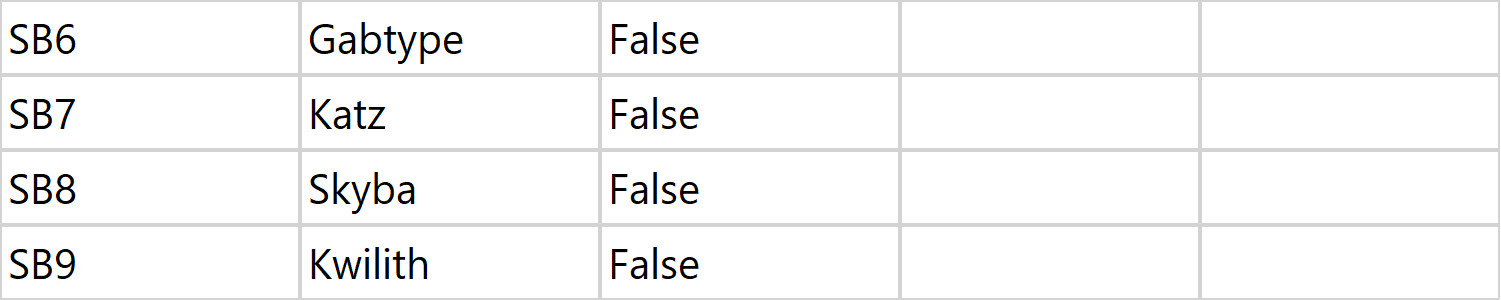 SB6 Gabtype False
SB7 Katz False
SB8 Skyba False
SB9 Kwilith False